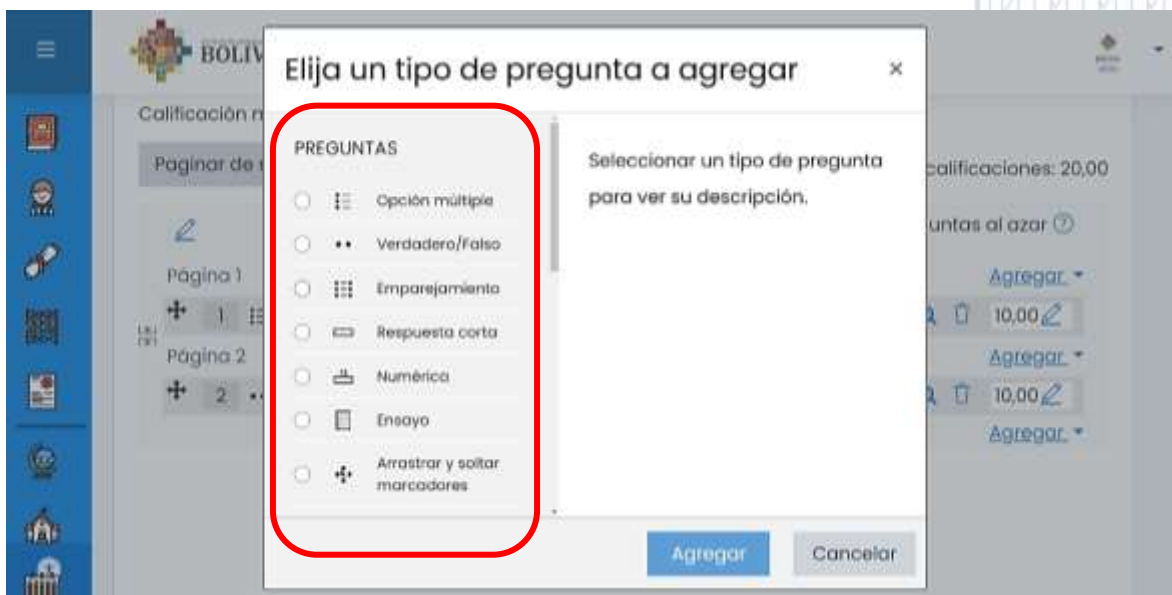 BOLIV
Elija un tipo de pregunta a agregar
×
Calificación
Paginar de
calificaciones: 20,00
PREGUNTAS
Seleccionar un tipo de pregunta
para ver su descripción.
Opción múltiple
Verdadero/Falso
untas al azar
Página 1
Agregar
Emparejamiento
1
10,00
Respuesta corta
Página 2
Agregar
Numérica
2
10,00
Ensayo
Agregar
Arrastrar y soltar
marcadores
Agregar
Cancelar